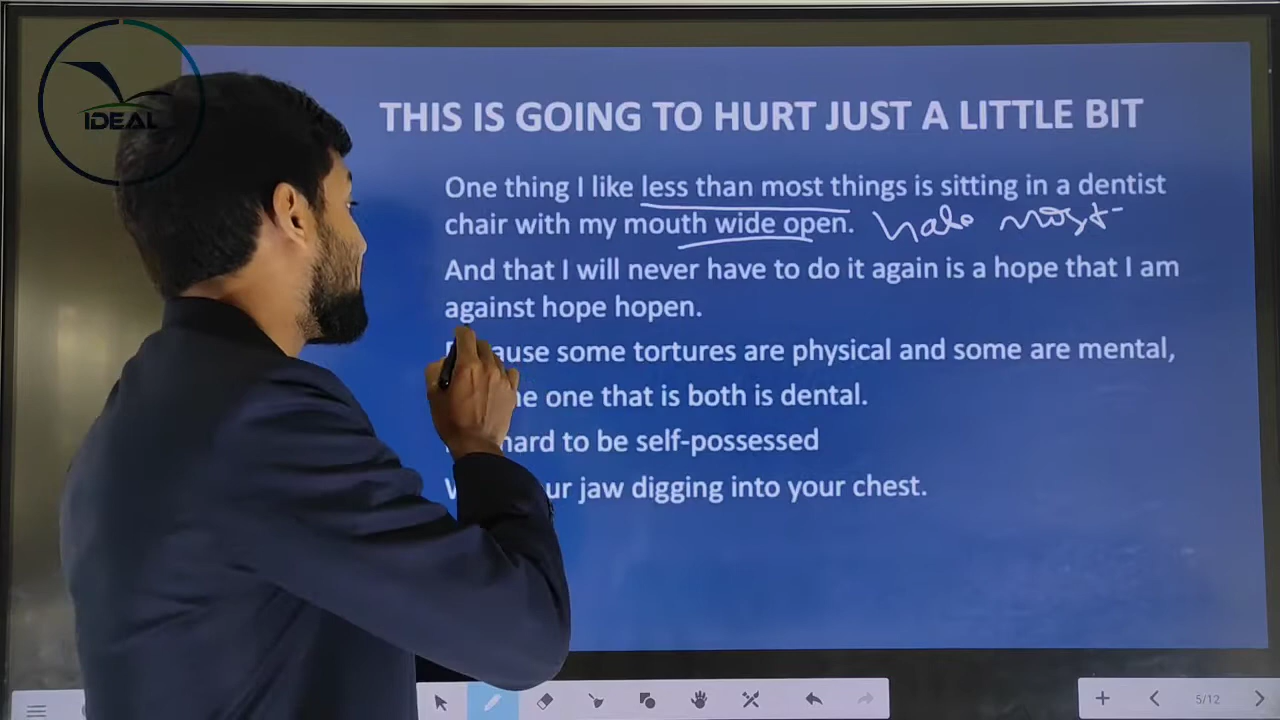 IDEAL
THIS IS GOING TO HURT JUST A LITTLE BIT
One thing I like less than most things is sitting in a dentist
chair with my mouth wide open. hate most
And that I will never have to do it again is a hope that I am
against hope hopen.
some tortures are physical and some are mental,
one that is both is dental.
hard to be self-possessed
jaw digging into your chest.
5/12